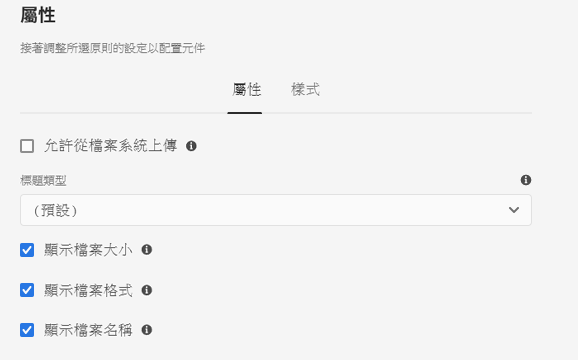 屬性
接著調整所選原則的設定以配置元件
屬性 樣式
允許從檔案系統上傳
標題類型
(預設)
顯示檔案大小
顯示檔案格式
顯示檔案名稱